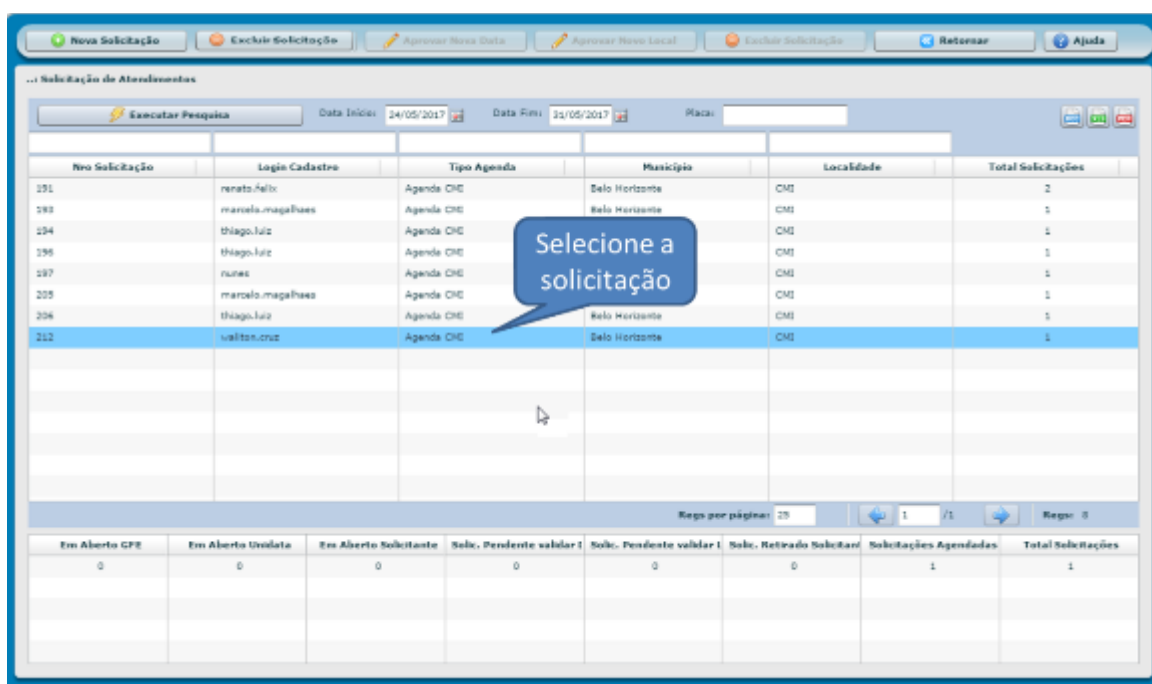 Nova Solicitação Excluir Solicitação Aprovar Nova Data Aprovar Novo Local Excluir Solicitação Retornar Ajuda
..: Solicitação de Atendimentos
Executar Pesquisa Data Início: 24/05/2017 Data Fim: 31/05/2017 Placa:
Nro Solicitação Login Cadastro Tipo Agenda Município Localidade Total Solicitações
191 renato.felix Agenda CMI Belo Horizonte CMI 2
193 marcelo.magalhaes Agenda CMI Belo Horizonte CMI 1
194 thiago.luiz Agenda CMI CMI 1
196 thiago.luiz Agenda CMI CMI 1
197 nunes Agenda CMI CMI 1
205 marcelo.magalhaes Agenda CMI CMI 1
206 thiago.luiz Agenda CMI Belo Horizonte CMI 1
212 waliton.cruz Agenda CMI Belo Horizonte CMI 1
Selecione a
solicitação
Regs por página: 25 1 /1 Regs: 8
Em Aberto GFE Em Aberto Unidata Em Aberto Solicitante Solic. Pendente validar Solic. Pendente validar Solic. Retirado Solicitant Solicitações Agendadas Total Solicitações
0 0 0 0 0 0 1 1